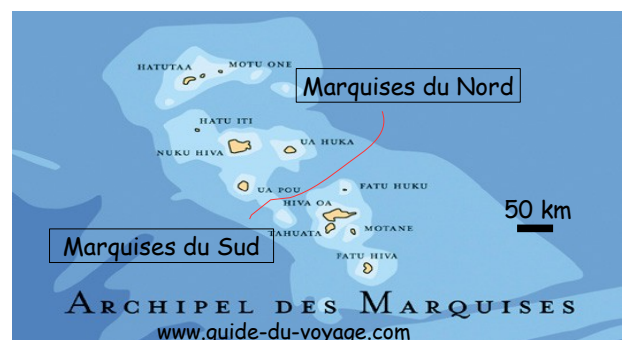 HATUTAA
MOTU ONE
Marquises du Nord
HATU ITI
NUKU HIVA
UA HUKA
UA POU
FATU HUKU
HIVA OA
50 km
TAHUATA
MOTANE
Marquises du Sud
FATU HIVA
ARCHIPEL DES MARQUISES
www.guide-du-voyage.com